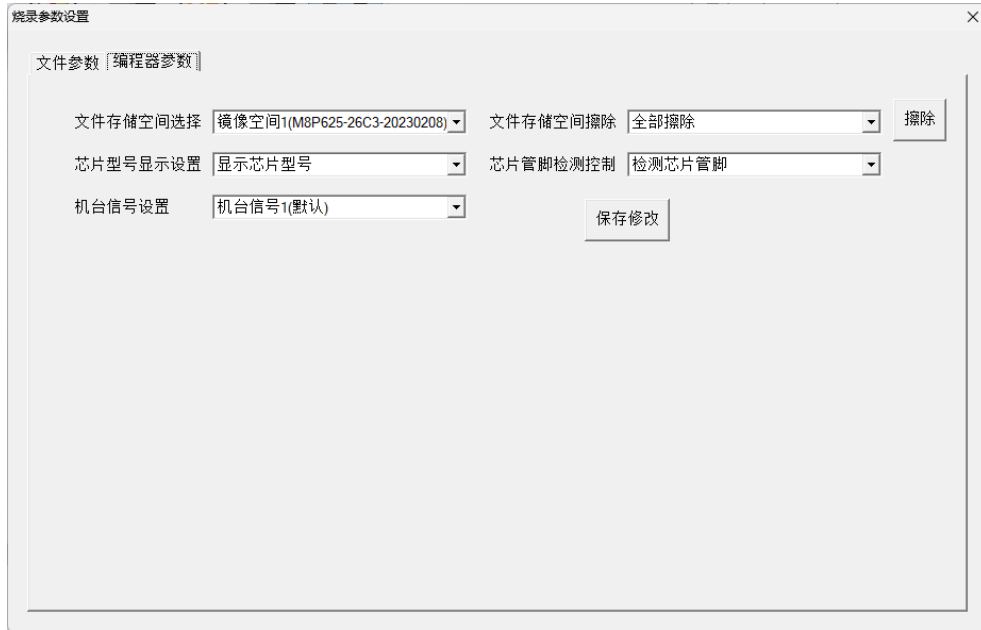 烧录参数设置
文件参数 编程器参数
文件存储空间选择 镜像空间1(M8P625-26C3-20230208) 文件存储空间擦除 全部擦除 擦除
芯片型号显示设置 显示芯片型号 芯片管脚检测控制 检测芯片管脚
机台信号设置 机台信号1(默认) 保存修改